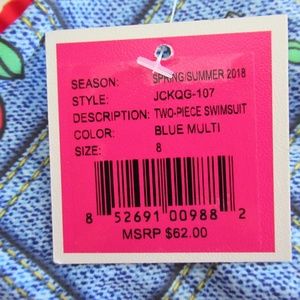 SEASON: SPRING/SUMMER 2018
STYLE: JCKQG-107
DESCRIPTION: TWO-PIECE SWIMSUIT
COLOR: BLUE MULTI
SIZE: 8
8 52691 00988 2
MSRP $62.00